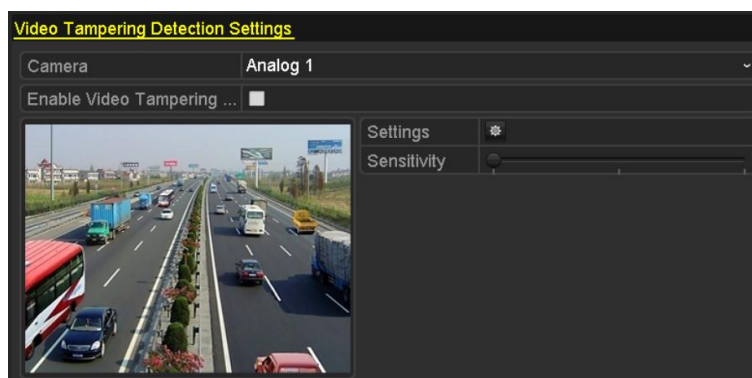 Video Tampering Detection Settings
Camera Analog 1
Enable Video Tampering ...
Settings
Sensitivity